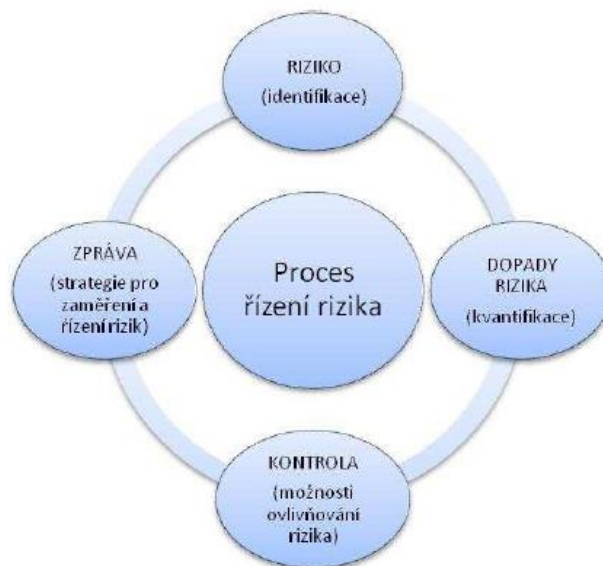 RIZIKO
(identifikace)
ZPRÁVA
(strategie pro
zaměření a
řízení rizik)
Proces
řízení rizika
DOPADY
RIZIKA
(kvantifikace)
KONTROLA
(možnosti
ovlivňování
rizika)